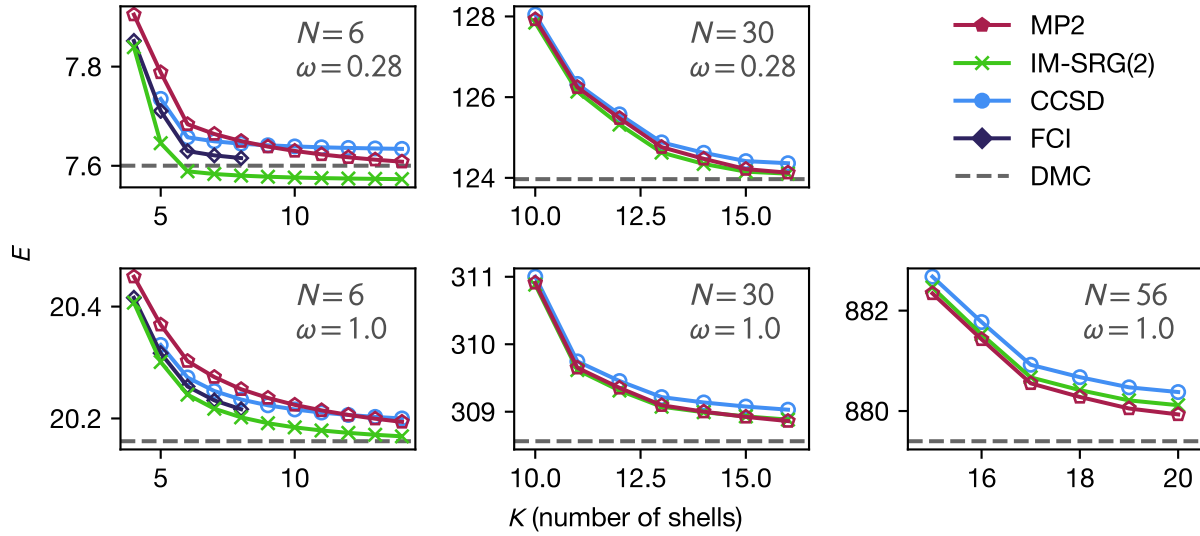 N = 6
ω = 0.28
7.8
7.6
5
10
N = 30
ω = 0.28
128
126
124
10.0
12.5
15.0
MP2
IM-SRG(2)
CCSD
FCI
DMC
E
N = 6
ω = 1.0
20.4
20.2
5
10
N = 30
ω = 1.0
311
310
309
10.0
12.5
15.0
N = 56
ω = 1.0
882
880
16
18
20
K (number of shells)